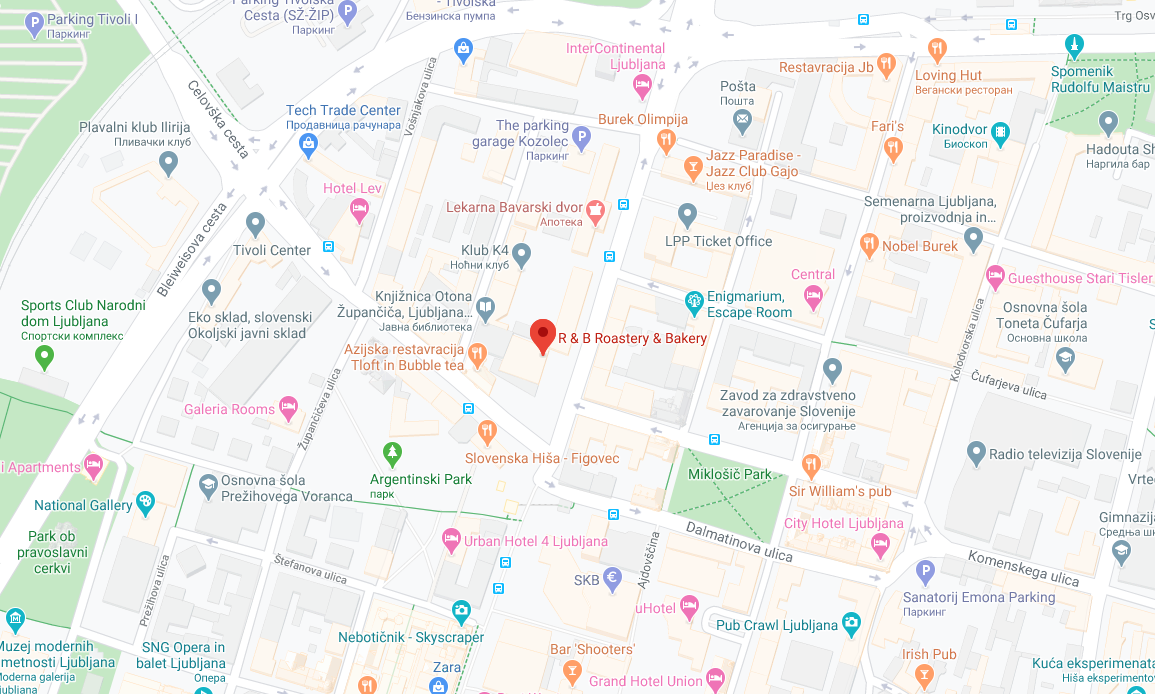 Parking Tivoli I
Паркинг
Parking Tivolska
Cesta (SŽ-ŽIP)
Паркинг
- Tivolska
Бензинска пумпа
Trg Osv
InterContinental
Ljubljana
Restavracija Jb
Loving Hut
Вегански ресторан
Spomenik
Rudolfu Maistru
Celovška cesta
Vošnjakova ulica
Tech Trade Center
Продавница рачунара
Pošta
Пошта
Plavalni klub Ilirija
Пливачки клуб
The parking
garage Kozolec
Паркинг
Burek Olimpija
Fari's
Kinodvor
Биоскоп
Hadouta Sh
Наргила бар
Jazz Paradise -
Jazz Club Gajo
Џез клуб
Hotel Lev
Lekarna Bavarski dvor
Апотека
Semenarna Ljubljana,
proizvodnja in...
Bleiweisova cesta
Tivoli Center
Klub K4
Ноћни клуб
LPP Ticket Office
Nobel Burek
Central
Guesthouse Stari Tisler
Sports Club Narodni
dom Ljubljana
Спортски комплекс
Eko sklad, slovenski
Okoljski javni sklad
Knjižnica Otona
Župančiča, Ljubljana...
Јавна библиотека
Enigmarium,
Escape Room
Osnovna šola
Toneta Čufarja
Основна школа
Kolodvorska ulica
R & B Roastery & Bakery
Azijska restavracija
Tloft in Bubble tea
Čufarjeva ulica
Zavod za zdravstveno
zavarovanje Slovenije
Агенција за осигурање
Galeria Rooms
Župančičeva ulica
Slovenska Hiša - Figovec
Radio televizija Slovenije
i Apartments
Argentinski Park
парк
Miklošič Park
Sir William's pub
Vrtec
Osnovna šola
Prežihovega Voranca
National Gallery
City Hotel Ljubljana
Gimnazija
Средња шк
Park ob
pravoslavni
cerkvi
Urban Hotel 4 Ljubljana
Dalmatinova ulica
Komenskega ulica
Prežihova ulica
Štefanova ulica
Ajdovščina
SKB
Sanatorij Emona Parking
Паркинг
Nebotičnik - Skyscraper
uHotel
Pub Crawl Ljubljana
Muzej modernih
metnosti Ljubljana
Moderna galerija
jubljana
SNG Opera in
balet Ljubljana
Опера
Zara
Bar 'Shooters'
Grand Hotel Union
Irish Pub
Kuća eksperimenata
Hiša eksperimentov